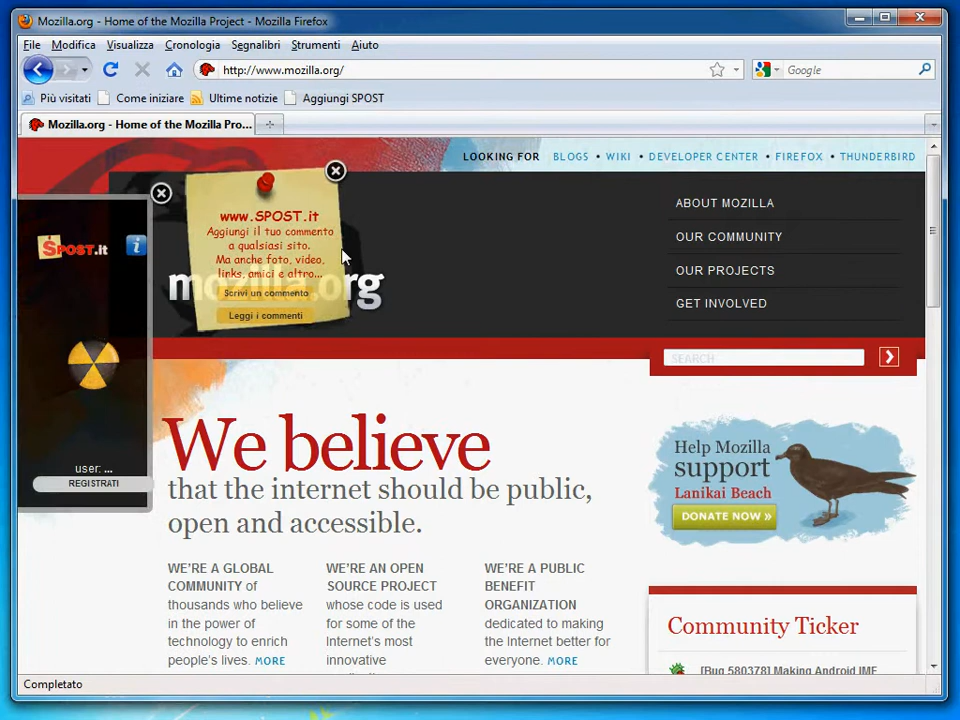 Mozilla.org - Home of the Mozilla Project - Mozilla Firefox
File Modifica Visualizza Cronologia Segnalibri Strumenti Aiuto
http://www.mozilla.org/ Google
Più visitati Come iniziare Ultime notizie Aggiungi SPOST
Mozilla.org - Home of the Mozilla Pro...
LOOKING FOR BLOGS • WIKI • DEVELOPER CENTER • FIREFOX • THUNDERBIRD
ABOUT MOZILLA
OUR COMMUNITY
OUR PROJECTS
GET INVOLVED
SPOST.it i
www.SPOST.it
Aggiungi il tuo commento
a qualsiasi sito.
Ma anche foto, video,
links, amici e altro...
mozilla.org
Scrivi un commento
Leggi i commenti
user: ...
REGISTRATI
SEARCH
We believe
that the internet should be public,
open and accessible.
Help Mozilla
support
Lanikai Beach
DONATE NOW »
WE'RE A GLOBAL
COMMUNITY of
thousands who believe
in the power of
technology to enrich
people's lives. MORE
WE'RE AN OPEN
SOURCE PROJECT
whose code is used
for some of the
Internet's most
innovative
WE'RE A PUBLIC
BENEFIT
ORGANIZATION
dedicated to making
the Internet better for
everyone. MORE
Community Ticker
[Bug 580378] Making Android IME
Completato